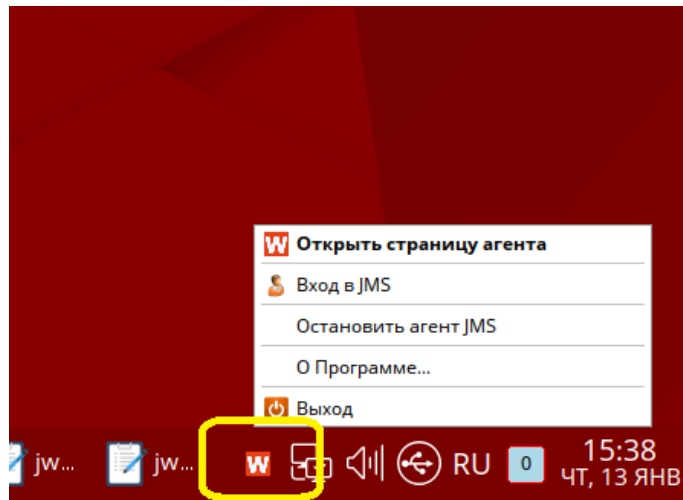 W Открыть страницу агента
Вход в JMS
Остановить агент JMS
О Программе...
Выход
jw... jw... W RU 0 15:38
ЧТ, 13 ЯНВ